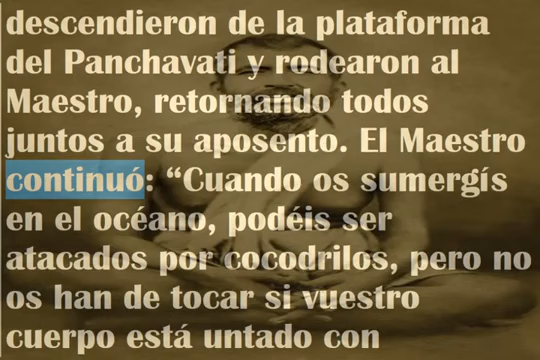 descendieron de la plataforma
del Panchavati y rodearon al
Maestro, retornando todos
juntos a su aposento. El Maestro
continuó: “Cuando os sumergís
en el océano, podéis ser
atacados por cocodrilos, pero no
os han de tocar si vuestro
cuerpo está untado con